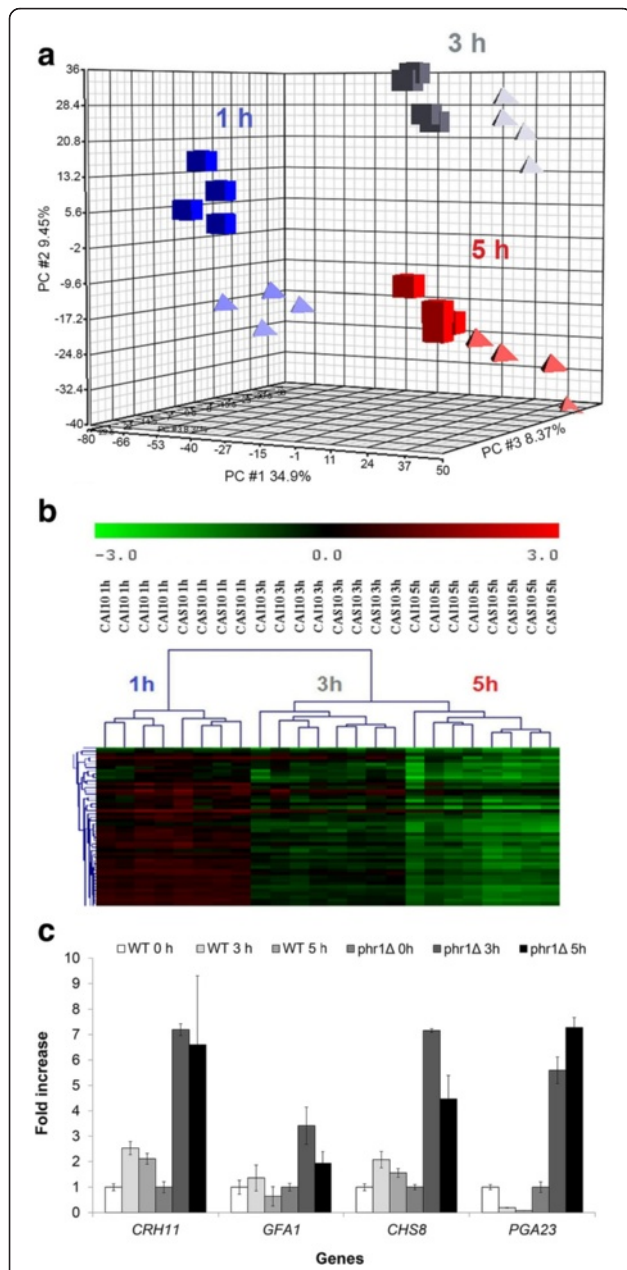 a
3 h
1 h
5 h
36
28.4
20.8
13.2
5.6
-2
-9.6
-17.2
-24.8
-32.4
-40
PC #2 9.45%
-80 -66 -53 -40 -27 -15 -1 11 24 37 50
PC #1 34.9%
PC #3 8.37%
b
-3.0 0.0 3.0
CAI10 1h
CAI10 1h
CAI10 1h
CAI10 1h
CAS10 1h
CAS10 1h
CAS10 1h
CAS10 1h
CAI10 3h
CAI10 3h
CAI10 3h
CAI10 3h
CAS10 3h
CAS10 3h
CAS10 3h
CAS10 3h
CAI10 5h
CAI10 5h
CAI10 5h
CAI10 5h
CAS10 5h
CAS10 5h
CAS10 5h
CAS10 5h
1h 3h 5h
c
WT 0 h WT 3 h WT 5 h phr1Δ 0h phr1Δ 3h phr1Δ 5h
10
9
8
7
6
5
4
3
2
1
0
Fold increase
CRH11 GFA1 CHS8 PGA23
Genes